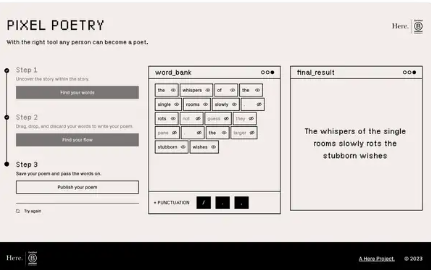 PIXEL POETRY
With the right tool any person can become a poet.
Here.
Step 1
Uncover the story within the story.
Find your words
Step 2
Drag, drop, and discard your words to write your poem.
Find your flow
Step 3
Save your poem and pass the words on.
Publish your poem
Try again
word_bank
the whispers of the
single rooms slowly .
rots not guess they
pens . the larger
stubborn wishes
+ PUNCTUATION / . ,
final_result
The whispers of the single
rooms slowly rots the
stubborn wishes
Here.
A Here Project.
© 2023